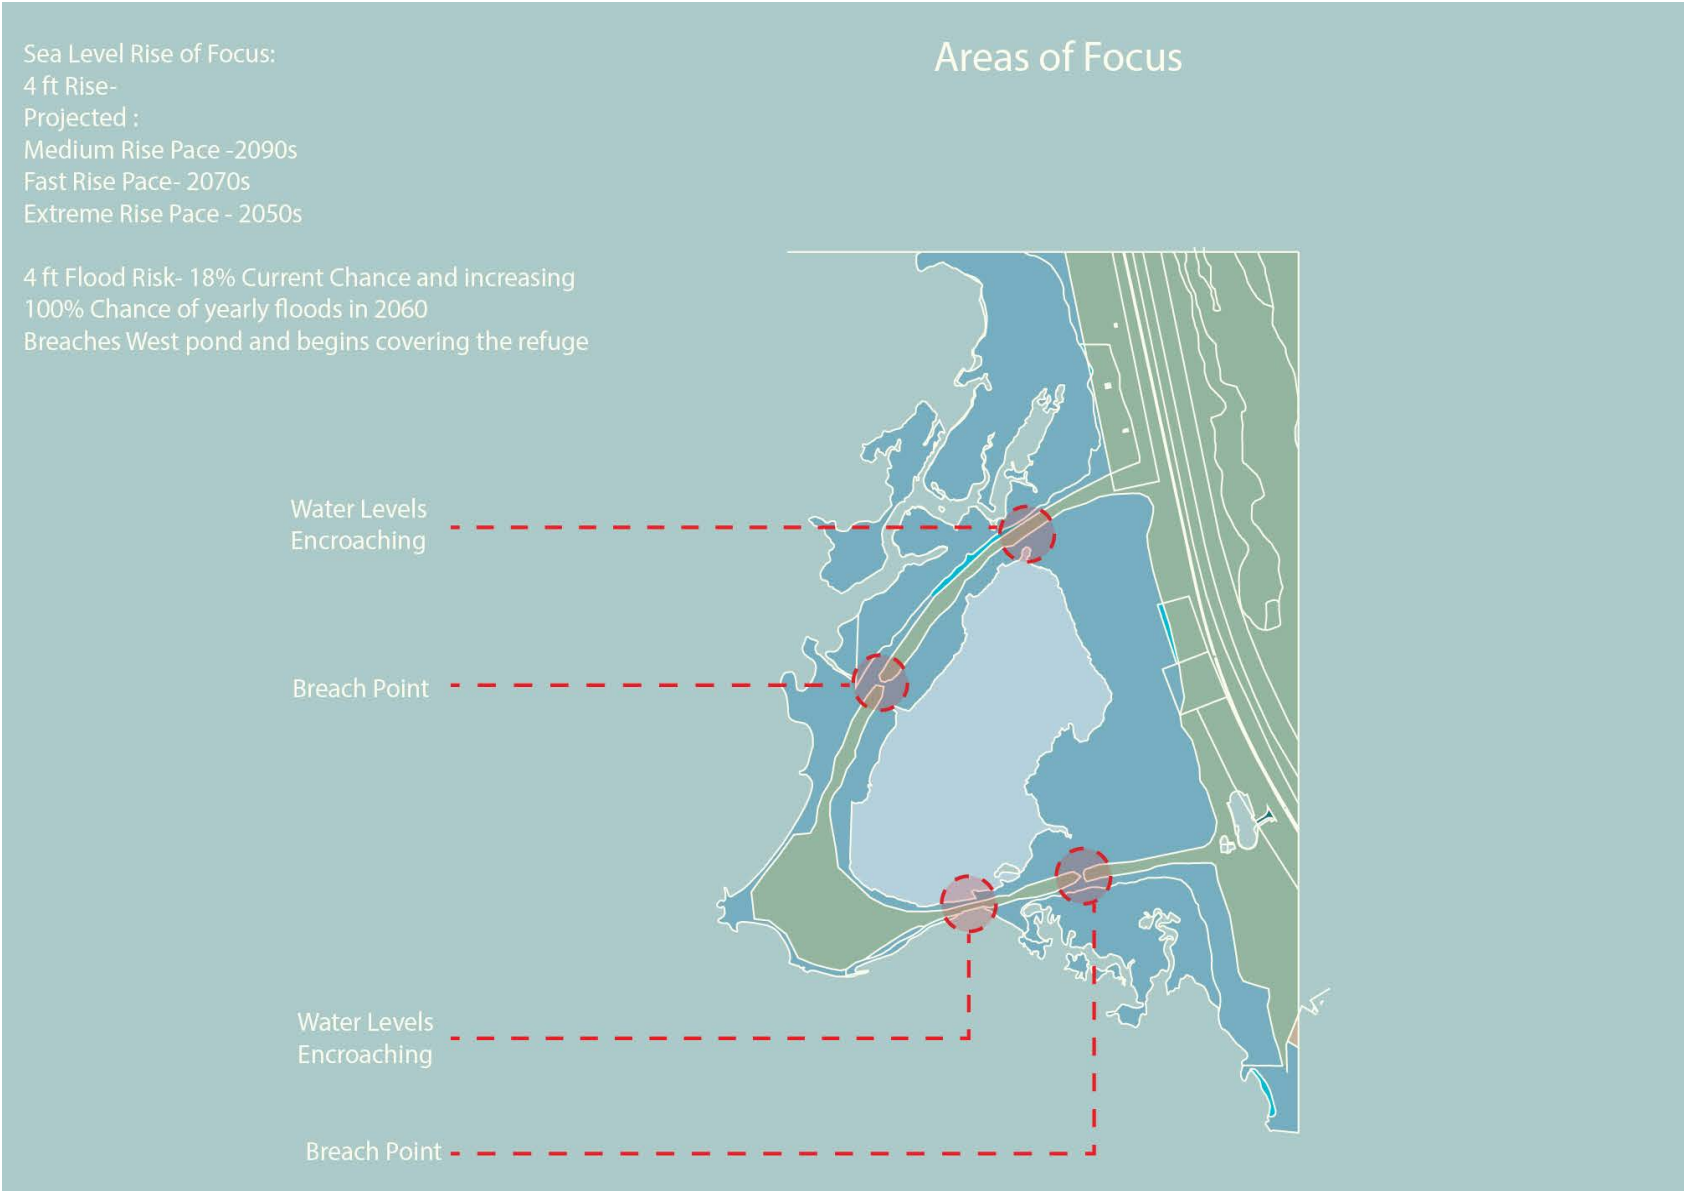 Areas of Focus
Sea Level Rise of Focus:
4 ft Rise-
Projected :
Medium Rise Pace -2090s
Fast Rise Pace- 2070s
Extreme Rise Pace - 2050s
4 ft Flood Risk- 18% Current Chance and increasing
100% Chance of yearly floods in 2060
Breaches West pond and begins covering the refuge
Water Levels
Encroaching
Breach Point
Water Levels
Encroaching
Breach Point